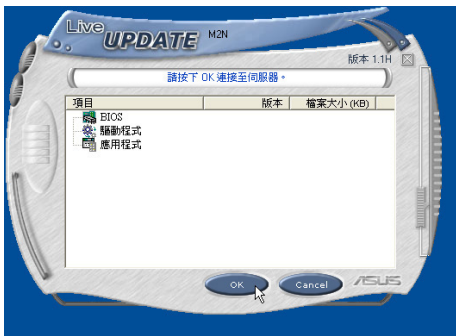 Live UPDATE M2N
版本 1.1H
請按下 OK 連接至伺服器。
項目 版本 檔案大小 (KB)
BIOS
驅動程式
應用程式
OK Cancel ASUS